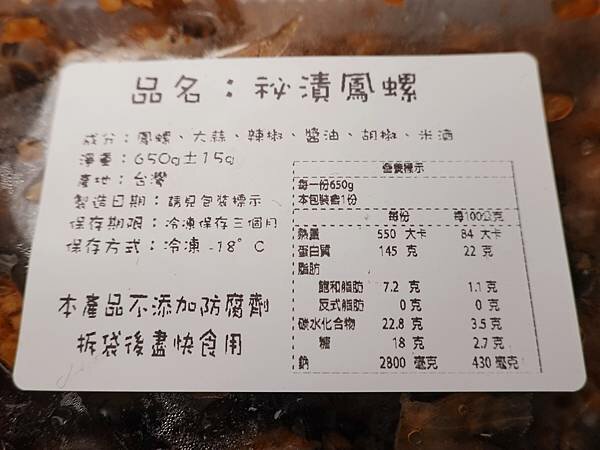 品名：祕漬鳳螺
成分：鳳螺、大蒜、辣椒、醬油、胡椒、米酒
淨重：650g±15g
產地：台灣
製造日期：請見包裝標示
保存期限：冷凍保存三個月
保存方式：冷凍 -18°C
本產品不添加防腐劑
拆袋後盡快食用
營養標示
每一份650g
本包裝含1份
每份 每100公克
熱量 550 大卡 84 大卡
蛋白質 145 克 22 克
脂肪
飽和脂肪 7.2 克 1.1 克
反式脂肪 0 克 0 克
碳水化合物 22.8 克 3.5 克
糖 18 克 2.7 克
鈉 2800 毫克 430 毫克